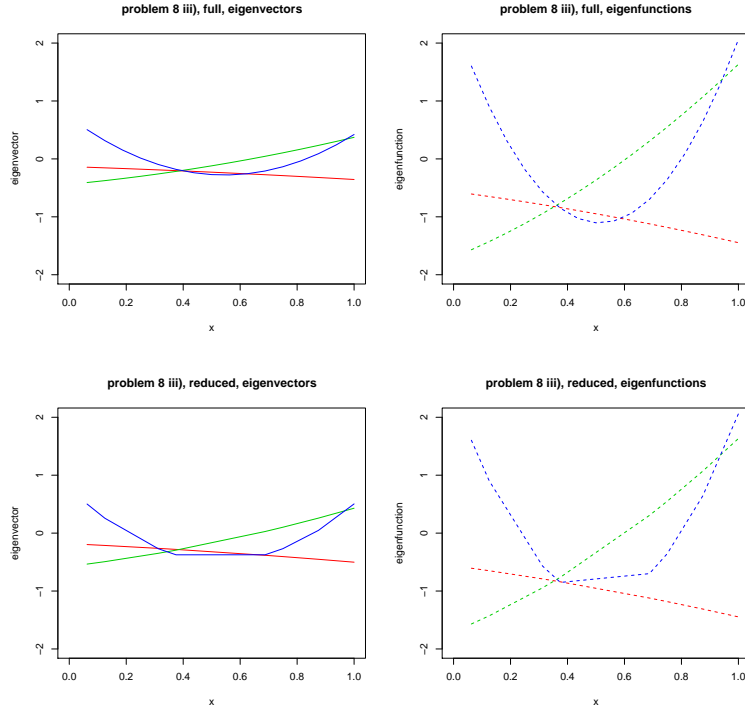 problem 8 iii), full, eigenvectors
eigenvector
2
1
0
−1
−2
0.0 0.2 0.4 0.6 0.8 1.0
x
problem 8 iii), full, eigenfunctions
eigenfunction
2
1
0
−1
−2
0.0 0.2 0.4 0.6 0.8 1.0
x
problem 8 iii), reduced, eigenvectors
eigenvector
2
1
0
−1
−2
0.0 0.2 0.4 0.6 0.8 1.0
x
problem 8 iii), reduced, eigenfunctions
eigenfunction
2
1
0
−1
−2
0.0 0.2 0.4 0.6 0.8 1.0
x